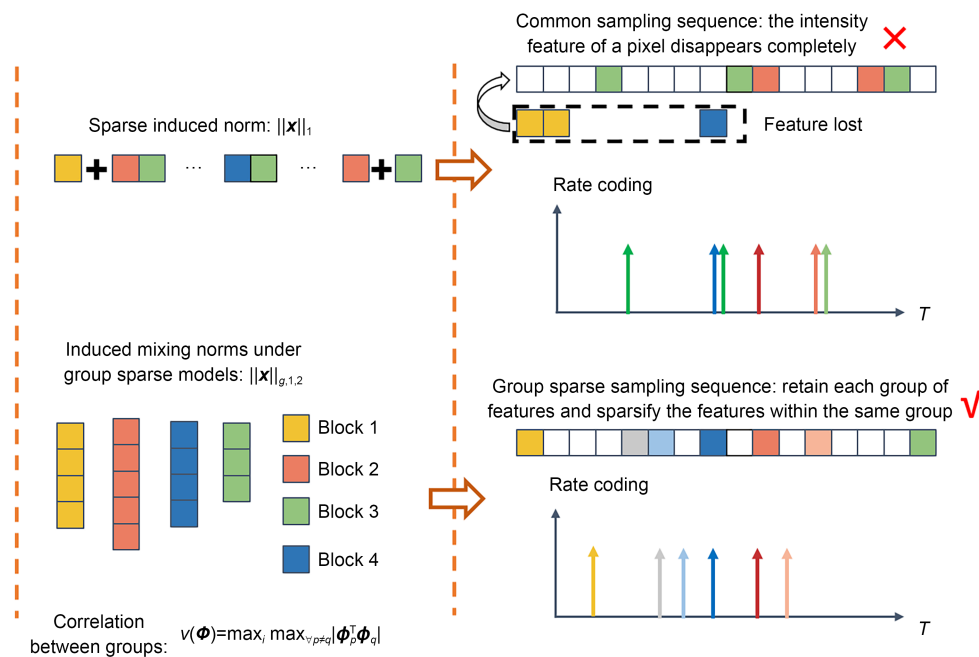 Sparse induced norm: ||x||₁
... ...
Common sampling sequence: the intensity
feature of a pixel disappears completely
Feature lost
Rate coding
T
Induced mixing norms under
group sparse models: ||x||g,1,2
Block 1
Block 2
Block 3
Block 4
Correlation
between groups: v(Φ)=maxᵢ max∀p≠q|ϕₚᵀϕq|
Group sparse sampling sequence: retain each group of
features and sparsify the features within the same group
Rate coding
T